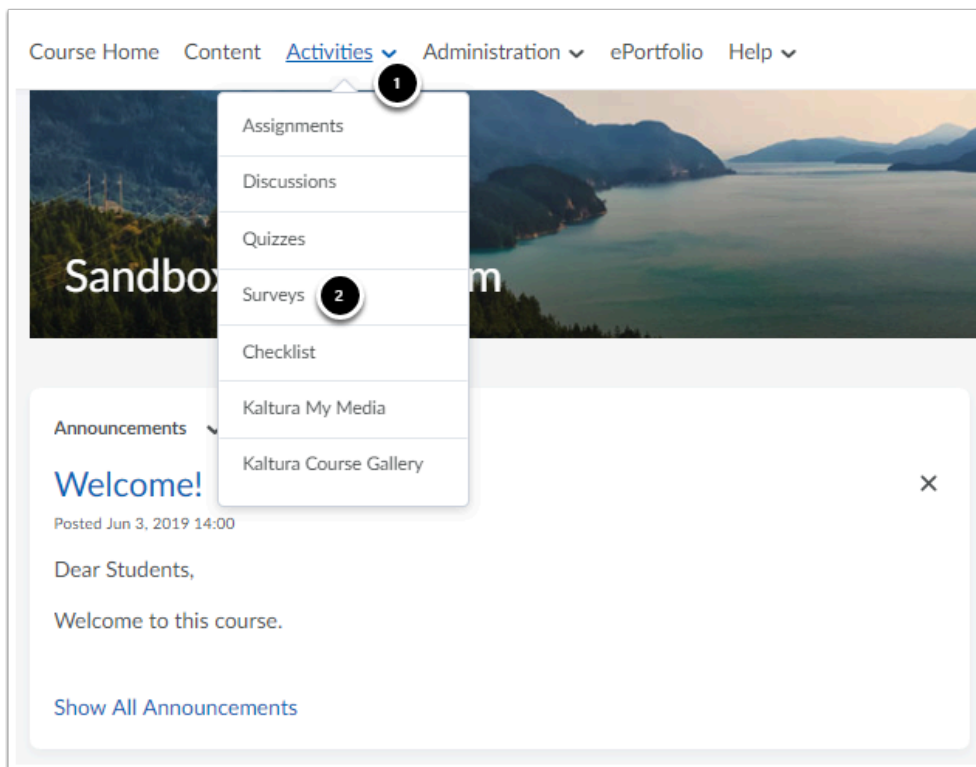 Course Home Content Activities Administration ePortfolio Help
1
Assignments
Discussions
Quizzes
Surveys 2
Checklist
Kaltura My Media
Kaltura Course Gallery
Announcements
Welcome!
Posted Jun 3, 2019 14:00
Dear Students,
Welcome to this course.
Show All Announcements